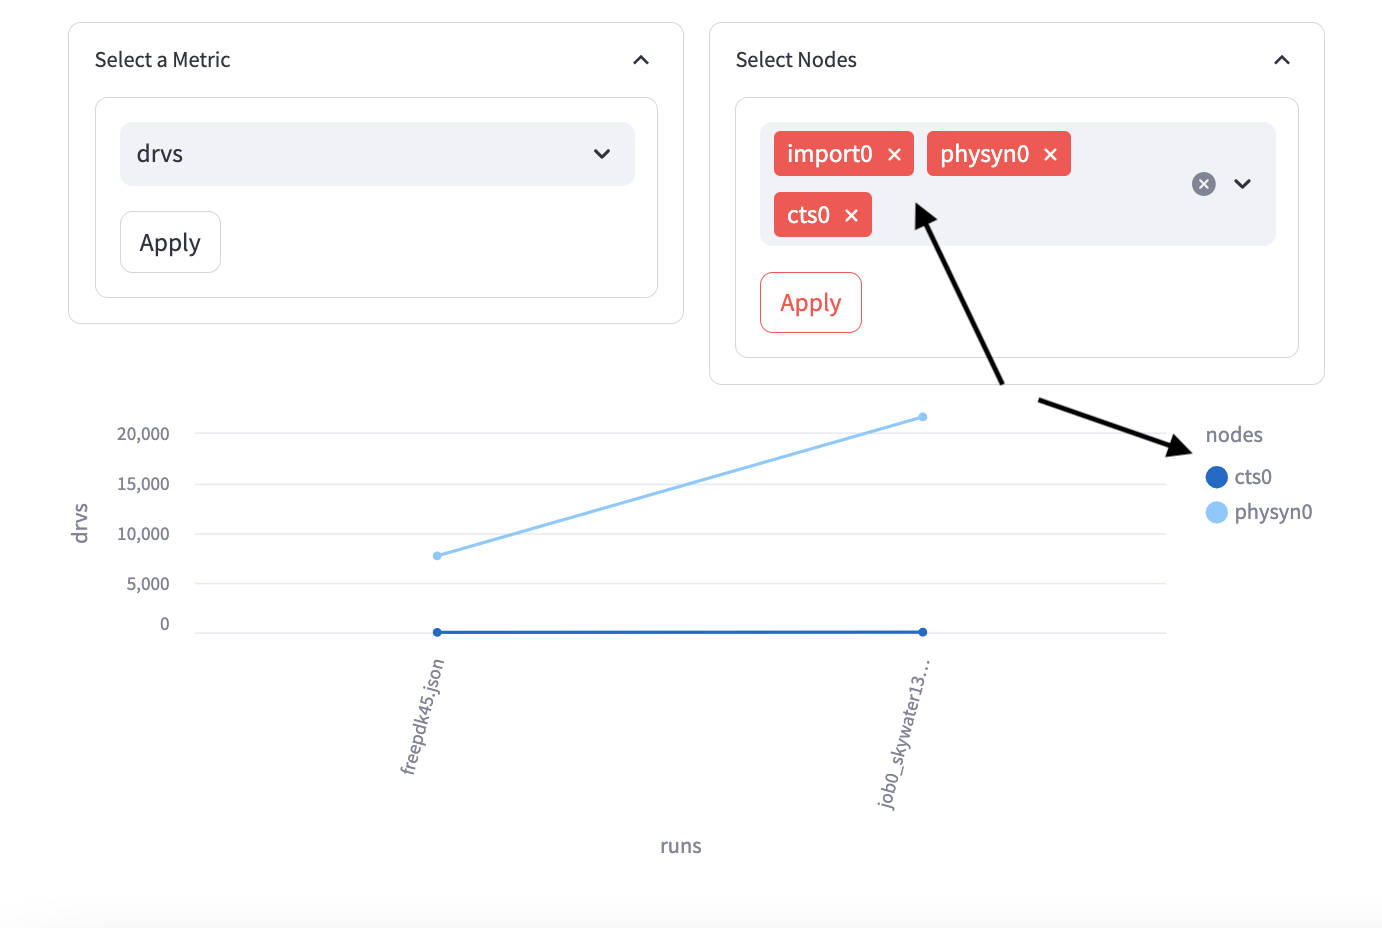 Select a Metric
drvs
Apply
Select Nodes
import0
physyn0
cts0
Apply
20,000
15,000
10,000
5,000
0
drvs
freepdk45.json
job0_skywater13…
runs
nodes
cts0
physyn0